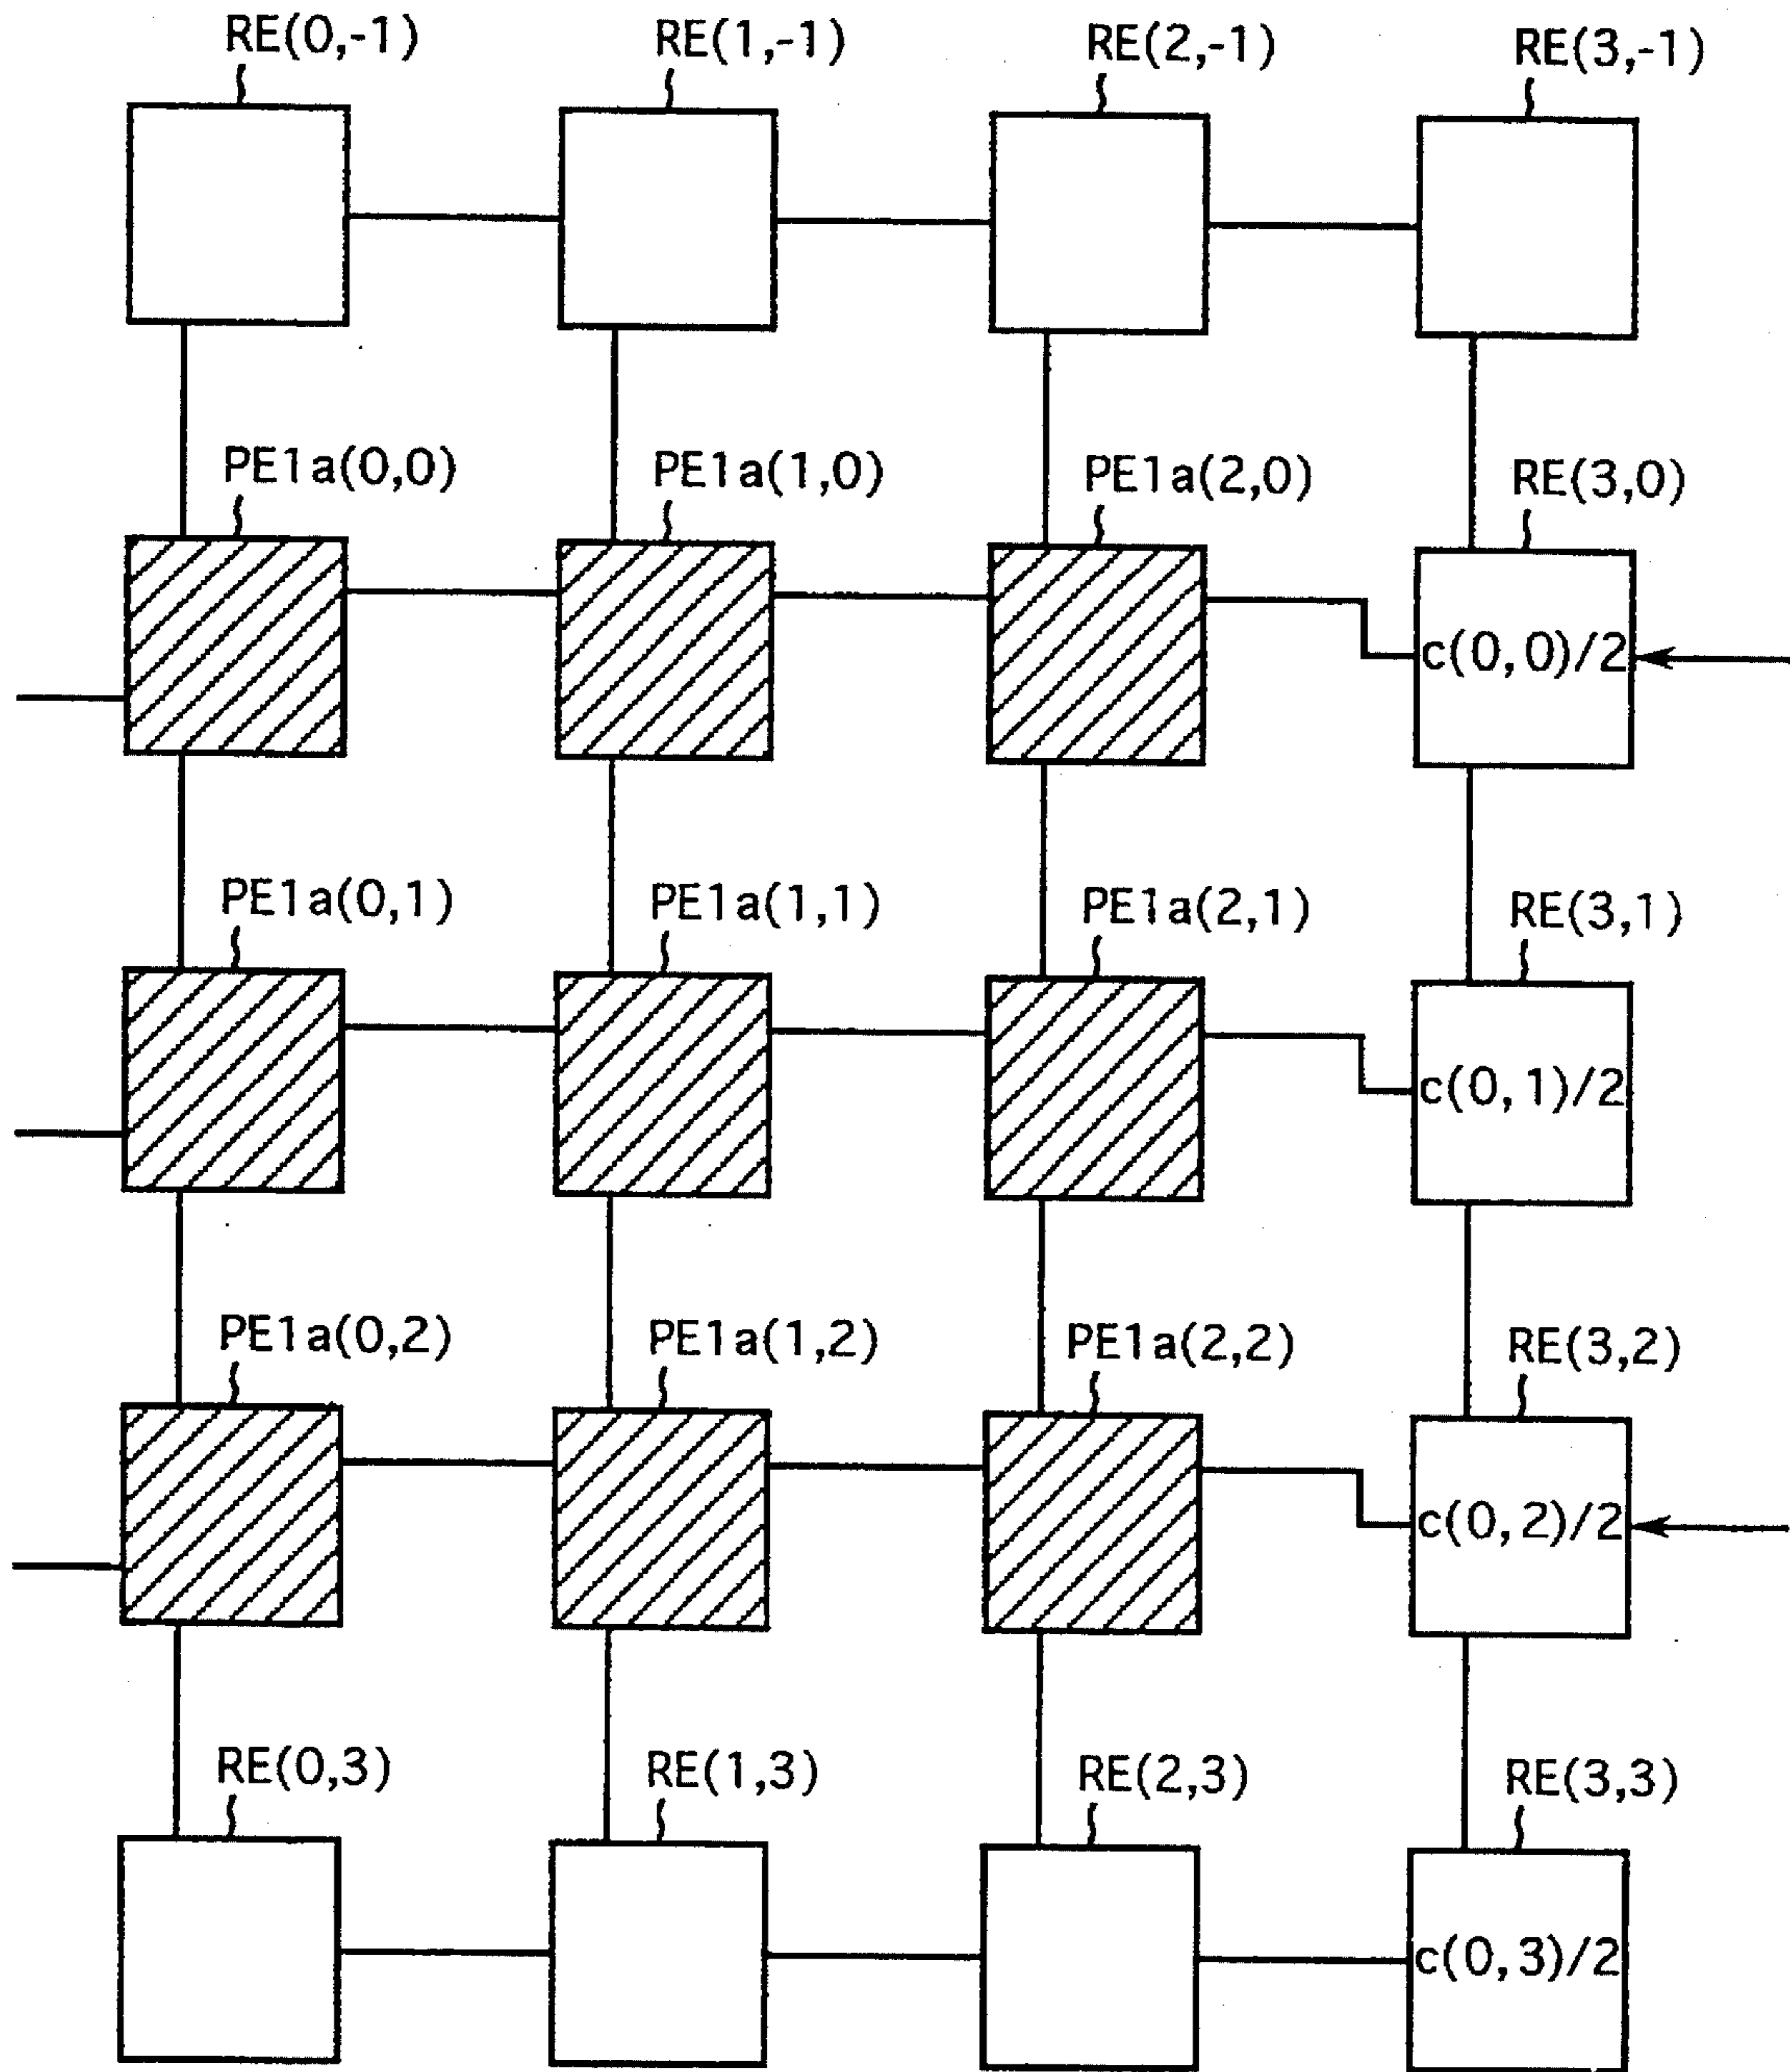 RE(0,-1) RE(1,-1) RE(2,-1) RE(3,-1)
PE1a(0,0) PE1a(1,0) PE1a(2,0) RE(3,0)
c(0,0)/2
PE1a(0,1) PE1a(1,1) PE1a(2,1) RE(3,1)
c(0,1)/2
PE1a(0,2) PE1a(1,2) PE1a(2,2) RE(3,2)
c(0,2)/2
RE(0,3) RE(1,3) RE(2,3) RE(3,3)
c(0,3)/2